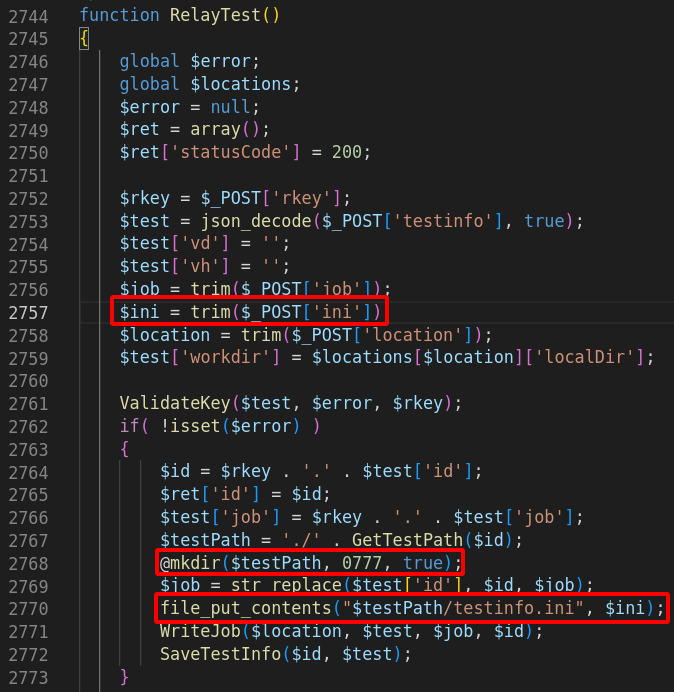 2744 function RelayTest()
2745 {
2746 global $error;
2747 global $locations;
2748 $error = null;
2749 $ret = array();
2750 $ret['statusCode'] = 200;
2751
2752 $rkey = $_POST['rkey'];
2753 $test = json_decode($_POST['testinfo'], true);
2754 $test['vd'] = '';
2755 $test['vh'] = '';
2756 $job = trim($_POST['job']);
2757 $ini = trim($_POST['ini'])
2758 $location = trim($_POST['location']);
2759 $test['workdir'] = $locations[$location]['localDir'];
2760
2761 ValidateKey($test, $error, $rkey);
2762 if( !isset($error) )
2763 {
2764 $id = $rkey . '.' . $test['id'];
2765 $ret['id'] = $id;
2766 $test['job'] = $rkey . '.' . $test['job'];
2767 $testPath = './' . GetTestPath($id);
2768 @mkdir($testPath, 0777, true);
2769 $job = str_replace($test['id'], $id, $job);
2770 file_put_contents("$testPath/testinfo.ini", $ini);
2771 WriteJob($location, $test, $job, $id);
2772 SaveTestInfo($id, $test);
2773 }